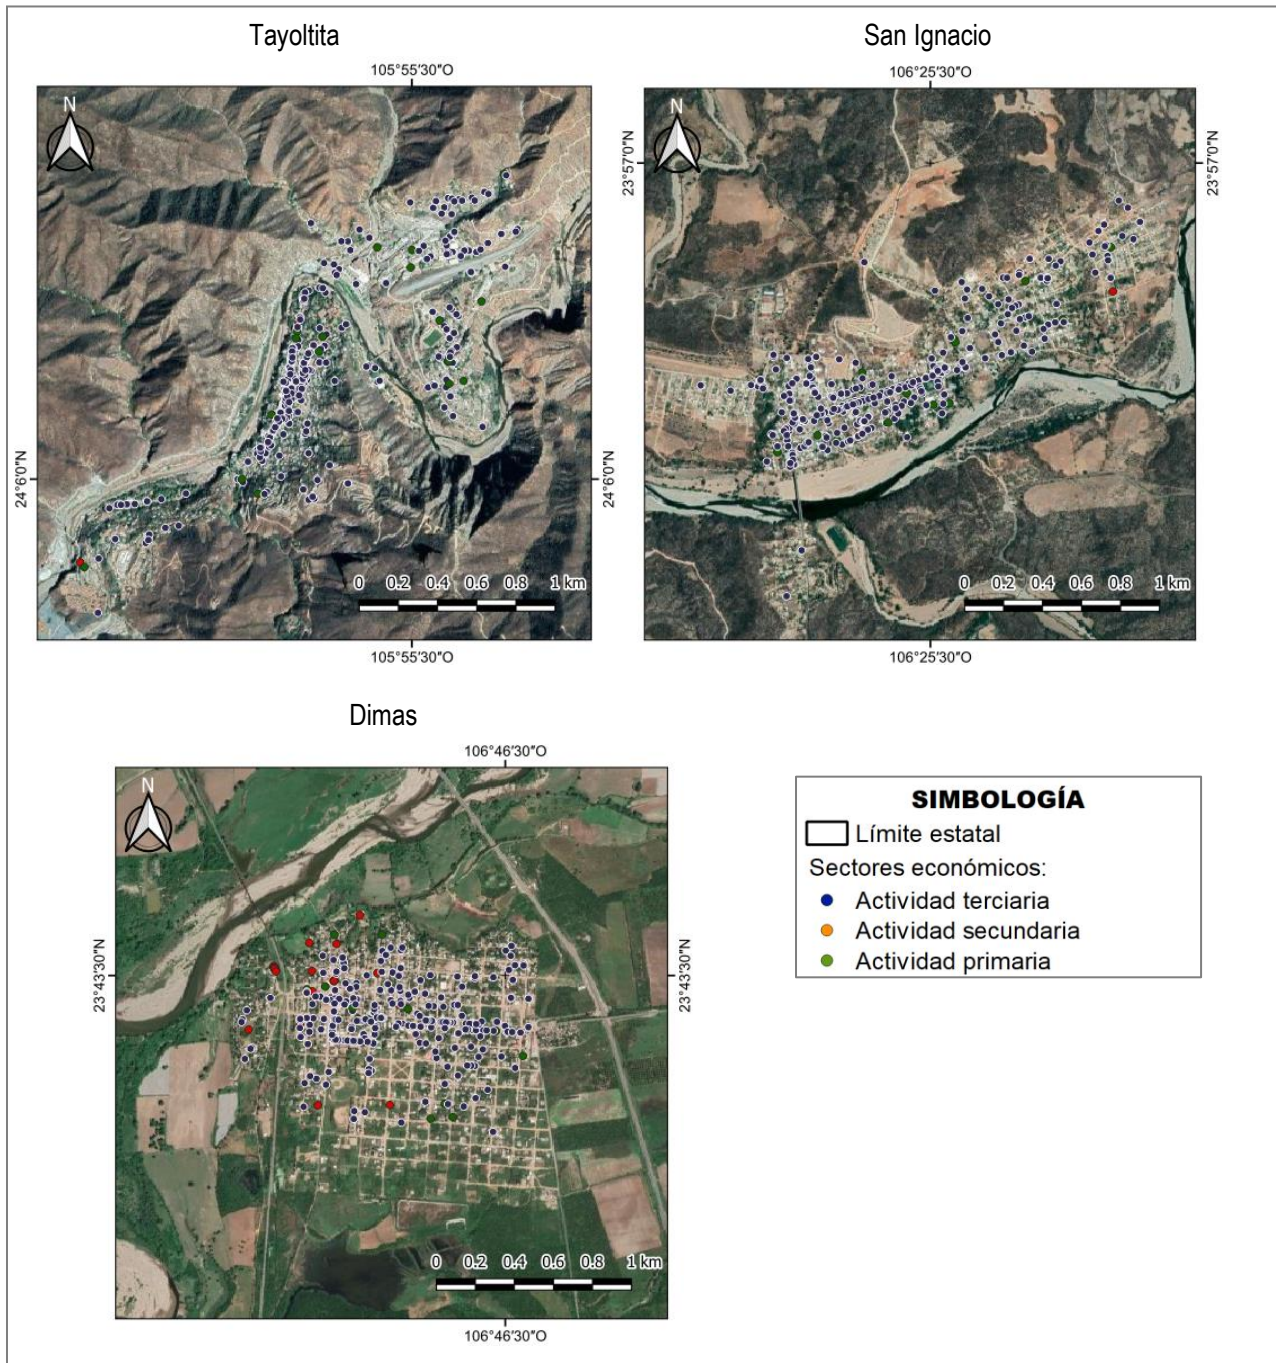 Tayoltita
San Ignacio
105°55'30"O
106°25'30"O
N
N
23°57'0"N
23°57'0"N
24°6'0"N
24°6'0"N
0 0.2 0.4 0.6 0.8 1 km
0 0.2 0.4 0.6 0.8 1 km
105°55'30"O
106°25'30"O
Dimas
106°46'30"O
N
23°43'30"N
23°43'30"N
0 0.2 0.4 0.6 0.8 1 km
106°46'30"O
SIMBOLOGÍA
Límite estatal
Sectores económicos:
Actividad terciaria
Actividad secundaria
Actividad primaria